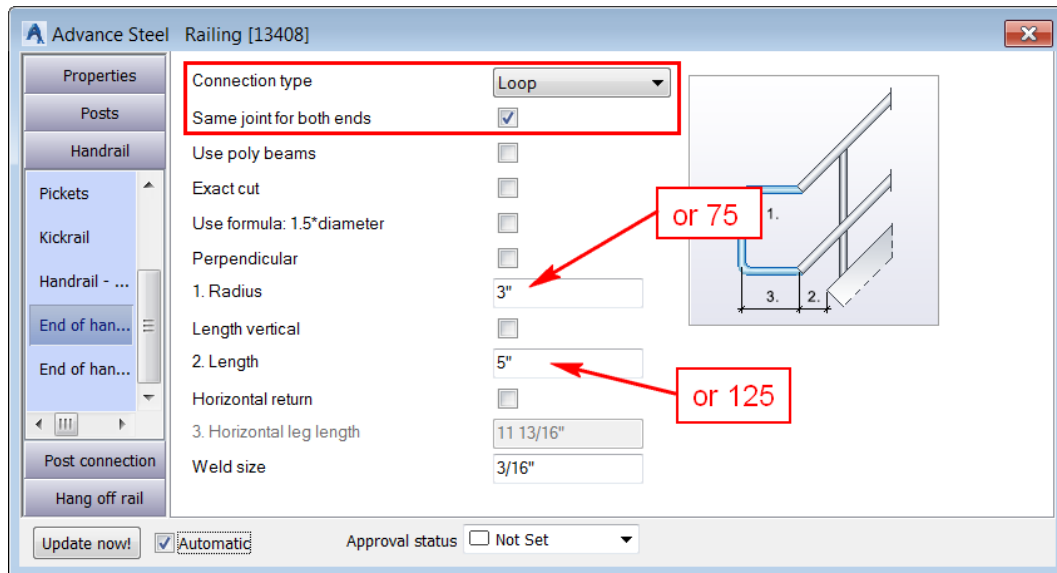 Advance Steel Railing [13408]
Properties
Posts
Handrail
Pickets
Kickrail
Handrail - ...
End of han...
End of han...
Post connection
Hang off rail
Connection type
Loop
Same joint for both ends
Use poly beams
Exact cut
Use formula: 1.5*diameter
Perpendicular
1. Radius
3"
Length vertical
2. Length
5"
Horizontal return
3. Horizontal leg length
11 13/16"
Weld size
3/16"
or 75
1.
3.
2.
or 125
Update now!
Automatic
Approval status
Not Set